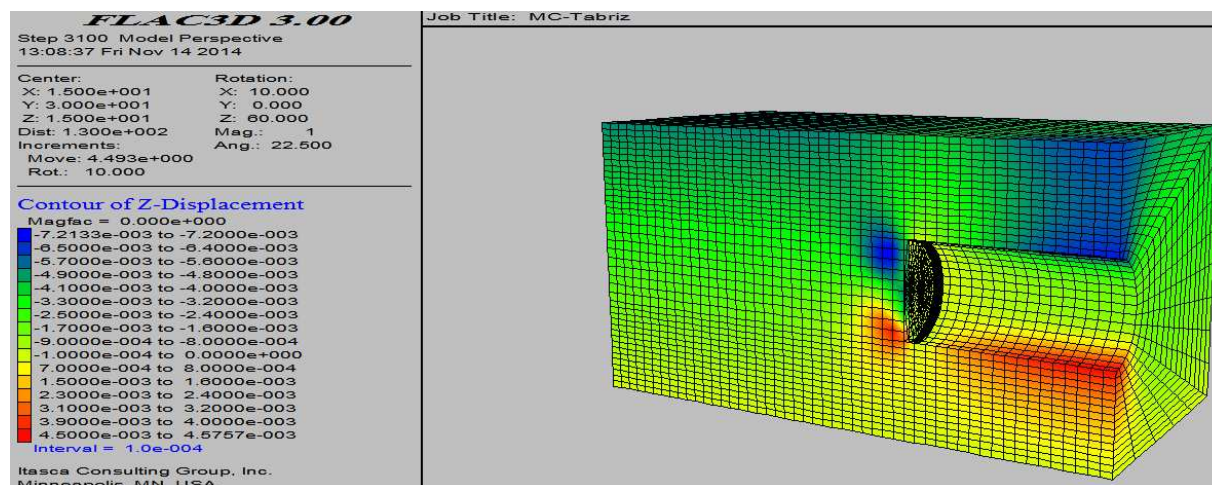 FLAC3D 3.00
Job Title: MC-Tabriz
Step 3100 Model Perspective
13:08:37 Fri Nov 14 2014
Center: Rotation:
X: 1.500e+001 X: 10.000
Y: 3.000e+001 Y: 0.000
Z: 1.500e+001 Z: 60.000
Dist: 1.300e+002 Mag.: 1
Increments: Ang.: 22.500
Move: 4.493e+000
Rot.: 10.000
Contour of Z-Displacement
Magfac = 0.000e+000
-7.2133e-003 to -7.2000e-003
-6.5000e-003 to -6.4000e-003
-5.7000e-003 to -5.6000e-003
-4.9000e-003 to -4.8000e-003
-4.1000e-003 to -4.0000e-003
-3.3000e-003 to -3.2000e-003
-2.5000e-003 to -2.4000e-003
-1.7000e-003 to -1.6000e-003
-9.0000e-004 to -8.0000e-004
-1.0000e-004 to 0.0000e+000
7.0000e-004 to 8.0000e-004
1.5000e-003 to 1.6000e-003
2.3000e-003 to 2.4000e-003
3.1000e-003 to 3.2000e-003
3.9000e-003 to 4.0000e-003
4.5000e-003 to 4.5757e-003
Interval = 1.0e-004
Itasca Consulting Group, Inc.
Minneapolis, MN USA